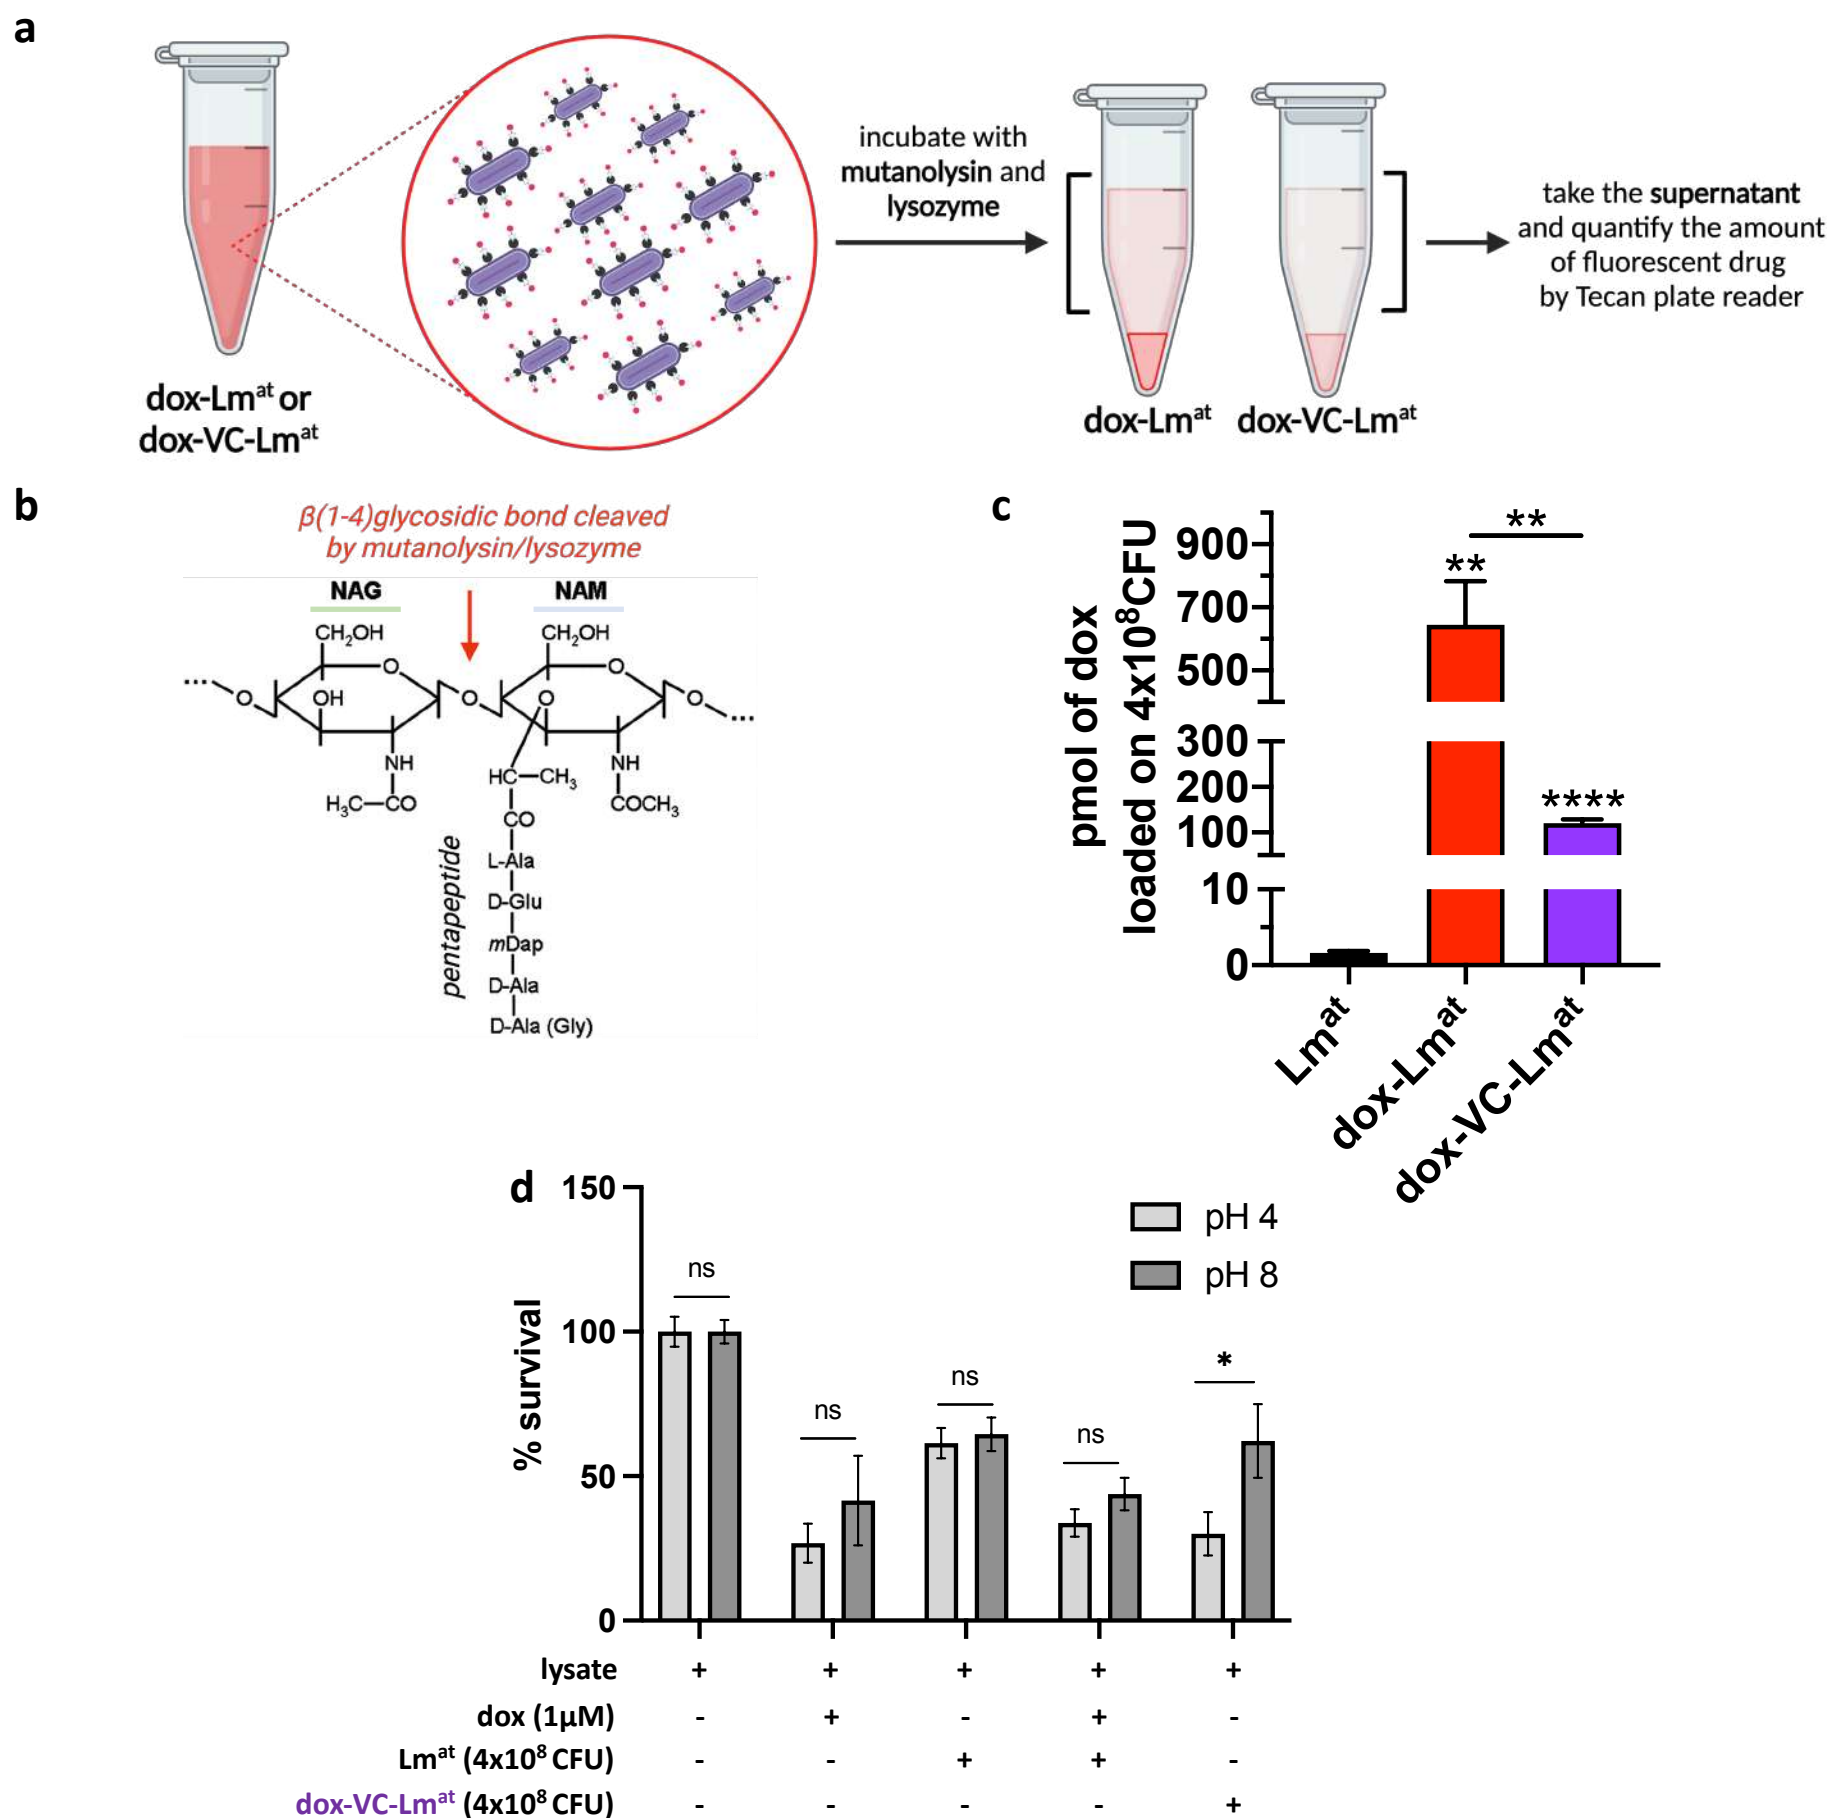 a
incubate with
mutanolysin and
lysozyme
take the supernatant
and quantify the amount
of fluorescent drug
by Tecan plate reader
dox-Lmat or
dox-VC-Lmat
dox-Lmat
dox-VC-Lmat
b
β(1-4)glycosidic bond cleaved
by mutanolysin/lysozyme
NAG
NAM
CH2OH
CH2OH
O
O
...
O
OH
O
O
O
...
NH
H3C—CO
HC—CH3
NH
COCH3
CO
pentapeptide
L-Ala
D-Glu
mDap
D-Ala
D-Ala (Gly)
c
pmol of dox
loaded on 4x10⁸CFU
900
700
500
300
200
100
10
0
**
**
****
Lmat
dox-Lmat
dox-VC-Lmat
d
% survival
150
100
50
0
pH 4
pH 8
ns
ns
ns
ns
*
lysate + + + + +
dox (1µM) - + - + -
Lmat (4x10⁸ CFU) - - + + -
dox-VC-Lmat (4x10⁸ CFU) - - - - +